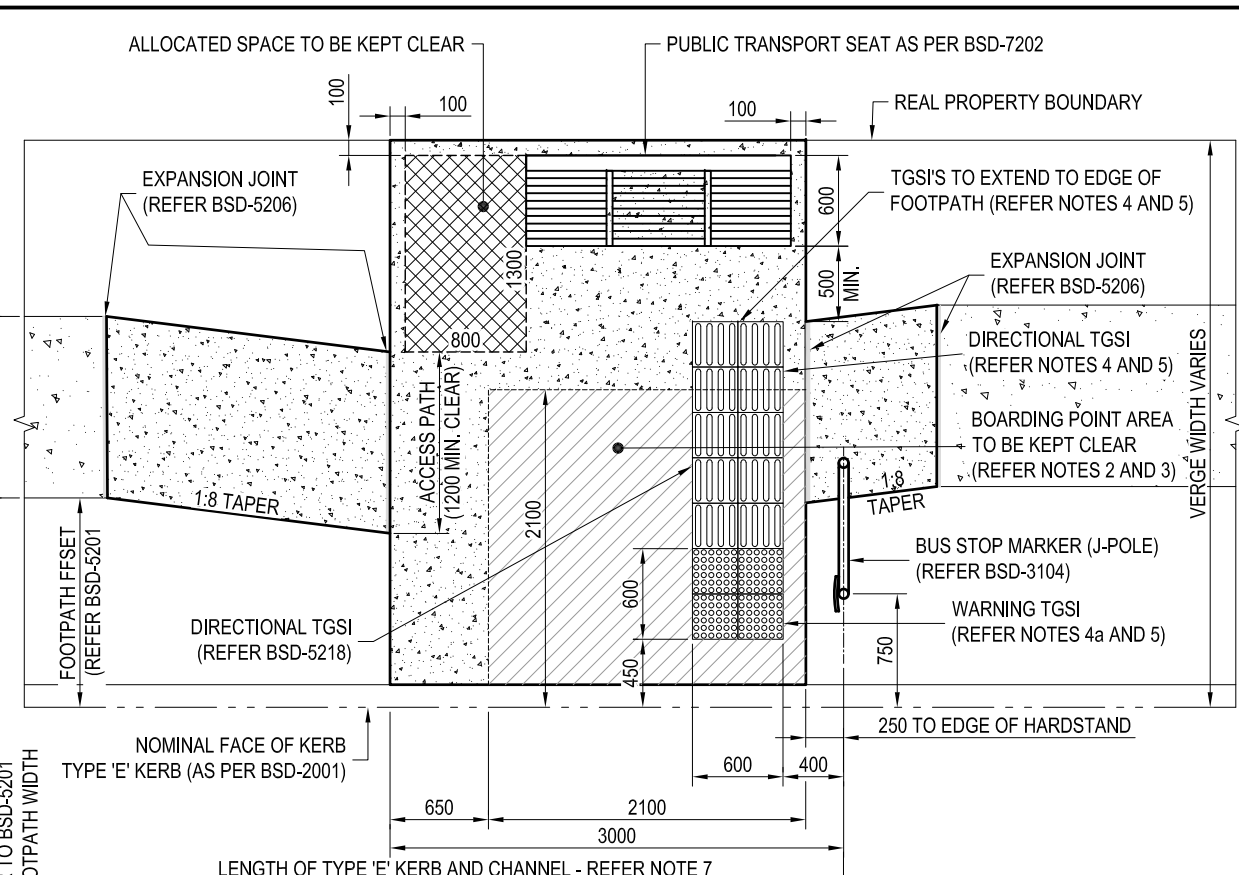 ALLOCATED SPACE TO BE KEPT CLEAR
PUBLIC TRANSPORT SEAT AS PER BSD-7202
100
100
100
REAL PROPERTY BOUNDARY
EXPANSION JOINT
(REFER BSD-5206)
TGSI'S TO EXTEND TO EDGE OF
FOOTPATH (REFER NOTES 4 AND 5)
600
1300
500
MIN.
EXPANSION JOINT
(REFER BSD-5206)
800
DIRECTIONAL TGSI
(REFER NOTES 4 AND 5)
VERGE WIDTH VARIES
ACCESS PATH
(1200 MIN. CLEAR)
BOARDING POINT AREA
TO BE KEPT CLEAR
(REFER NOTES 2 AND 3)
1:8 TAPER
1:8
TAPER
2100
FOOTPATH FFSET
(REFER BSD-5201
BUS STOP MARKER (J-POLE)
(REFER BSD-3104)
600
DIRECTIONAL TGSI
(REFER BSD-5218)
WARNING TGSI
(REFER NOTES 4a AND 5)
450
750
250 TO EDGE OF HARDSTAND
NOMINAL FACE OF KERB
TYPE 'E' KERB (AS PER BSD-2001)
600
400
650
2100
3000
TO BSD-5201
OTPATH WIDTH
LENGTH OF TYPE 'E' KERB AND CHANNEL - REFER NOTE 7